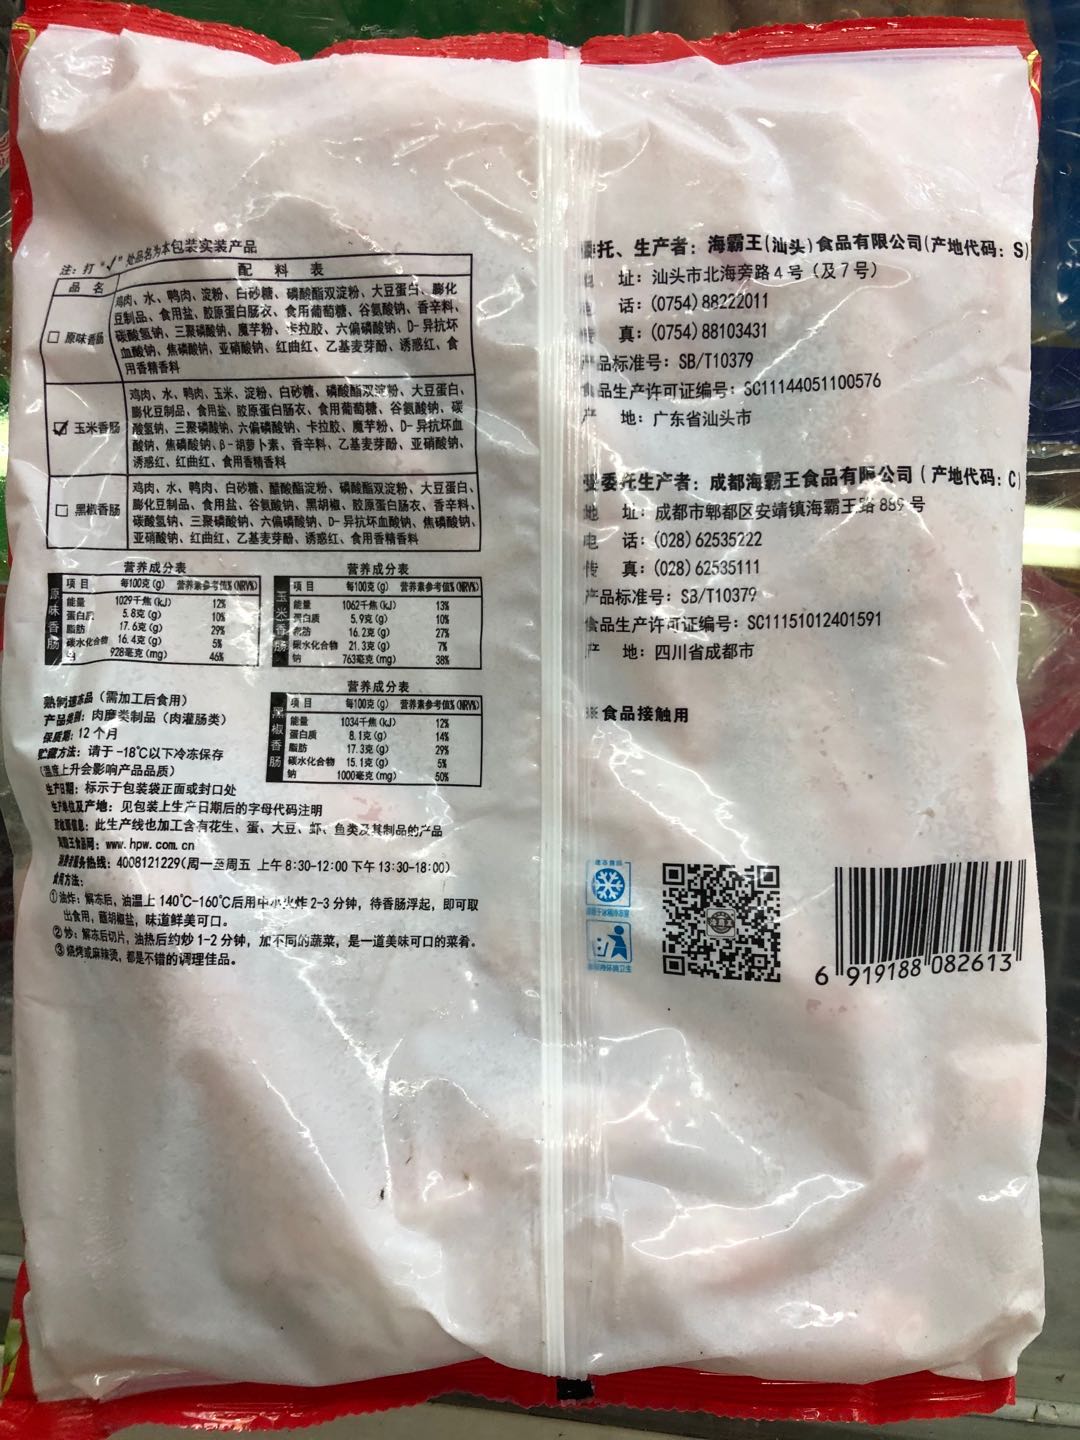 注：打“√”处品名为本包装实装产品
品 名
配 料 表
原味香肠
鸡肉、水、鸭肉、淀粉、白砂糖、磷酸酯双淀粉、大豆蛋白、膨化
豆制品、食用盐、胶原蛋白肠衣、食用葡萄糖、谷氨酸钠、香辛料、
碳酸氢钠、三聚磷酸钠、魔芋粉、卡拉胶、六偏磷酸钠、D-异抗坏
血酸钠、焦磷酸钠、亚硝酸钠、红曲红、乙基麦芽酚、诱惑红、食
用香精香料
玉米香肠
鸡肉、水、鸭肉、玉米、淀粉、白砂糖、磷酸酯双淀粉、大豆蛋白、
膨化豆制品、食用盐、胶原蛋白肠衣、食用葡萄糖、谷氨酸钠、碳
酸氢钠、三聚磷酸钠、六偏磷酸钠、卡拉胶、魔芋粉、D-异抗坏血
酸钠、焦磷酸钠、β-胡萝卜素、香辛料、乙基麦芽酚、亚硝酸钠、
诱惑红、红曲红、食用香精香料
黑椒香肠
鸡肉、水、鸭肉、白砂糖、醋酸酯淀粉、磷酸酯双淀粉、大豆蛋白、
膨化豆制品、食用盐、谷氨酸钠、黑胡椒、胶原蛋白肠衣、香辛料、
碳酸氢钠、三聚磷酸钠、六偏磷酸钠、D-异抗坏血酸钠、焦磷酸钠、
亚硝酸钠、红曲红、乙基麦芽酚、诱惑红、食用香精香料
营养成分表
原味香肠
项目 每100克(g) 营养素参考值%(NRV%)
能量 1029千焦(kJ) 12%
蛋白质 5.8克(g) 10%
脂肪 17.6克(g) 29%
碳水化合物 16.4克(g) 5%
钠 928毫克(mg) 46%
营养成分表
玉米香肠
项目 每100克(g) 营养素参考值%(NRV%)
能量 1062千焦(kJ) 13%
蛋白质 5.9克(g) 10%
脂肪 16.2克(g) 27%
碳水化合物 21.3克(g) 7%
钠 763毫克(mg) 38%
营养成分表
黑椒香肠
项目 每100克(g) 营养素参考值%(NRV%)
能量 1034千焦(kJ) 12%
蛋白质 8.1克(g) 14%
脂肪 17.3克(g) 29%
碳水化合物 15.1克(g) 5%
钠 1000毫克(mg) 50%
熟制速冻品（需加工后食用）
产品类别：肉糜类制品（肉灌肠类）
保质期：12个月
贮藏方法：请于-18℃以下冷冻保存
（温度上升会影响产品品质）
生产日期：标示于包装袋正面或封口处
生产单位及产地：见包装上生产日期后的字母代码注明
致敏原信息：此生产线也加工含有花生、蛋、大豆、虾、鱼类及其制品的产品
海霸王食品网：www.hpw.com.cn
消费者服务热线：4008121229(周一至周五 上午8:30-12:00 下午13:30-18:00)
食用方法：
①油炸：解冻后，油温上140℃-160℃后用中小火炸2-3分钟，待香肠浮起，即可取
出食用，蘸胡椒盐，味道鲜美可口。
②炒：解冻后切片，油热后约炒1-2分钟，加不同的蔬菜，是一道美味可口的菜肴。
③烧烤或麻辣烫，都是不错的调理佳品。
委托、生产者：海霸王(汕头)食品有限公司(产地代码：S)
地 址：汕头市北海旁路4号（及7号）
电 话：(0754)88222011
传 真：(0754)88103431
产品标准号：SB/T10379
食品生产许可证编号：SC11144051100576
产 地：广东省汕头市
受委托生产者：成都海霸王食品有限公司(产地代码：C)
地 址：成都市郫都区安靖镇海霸王路889号
电 话：(028)62535222
传 真：(028)62535111
产品标准号：SB/T10379
食品生产许可证编号：SC11151012401591
产 地：四川省成都市
※食品接触用
速冻食品
6 919188 082613